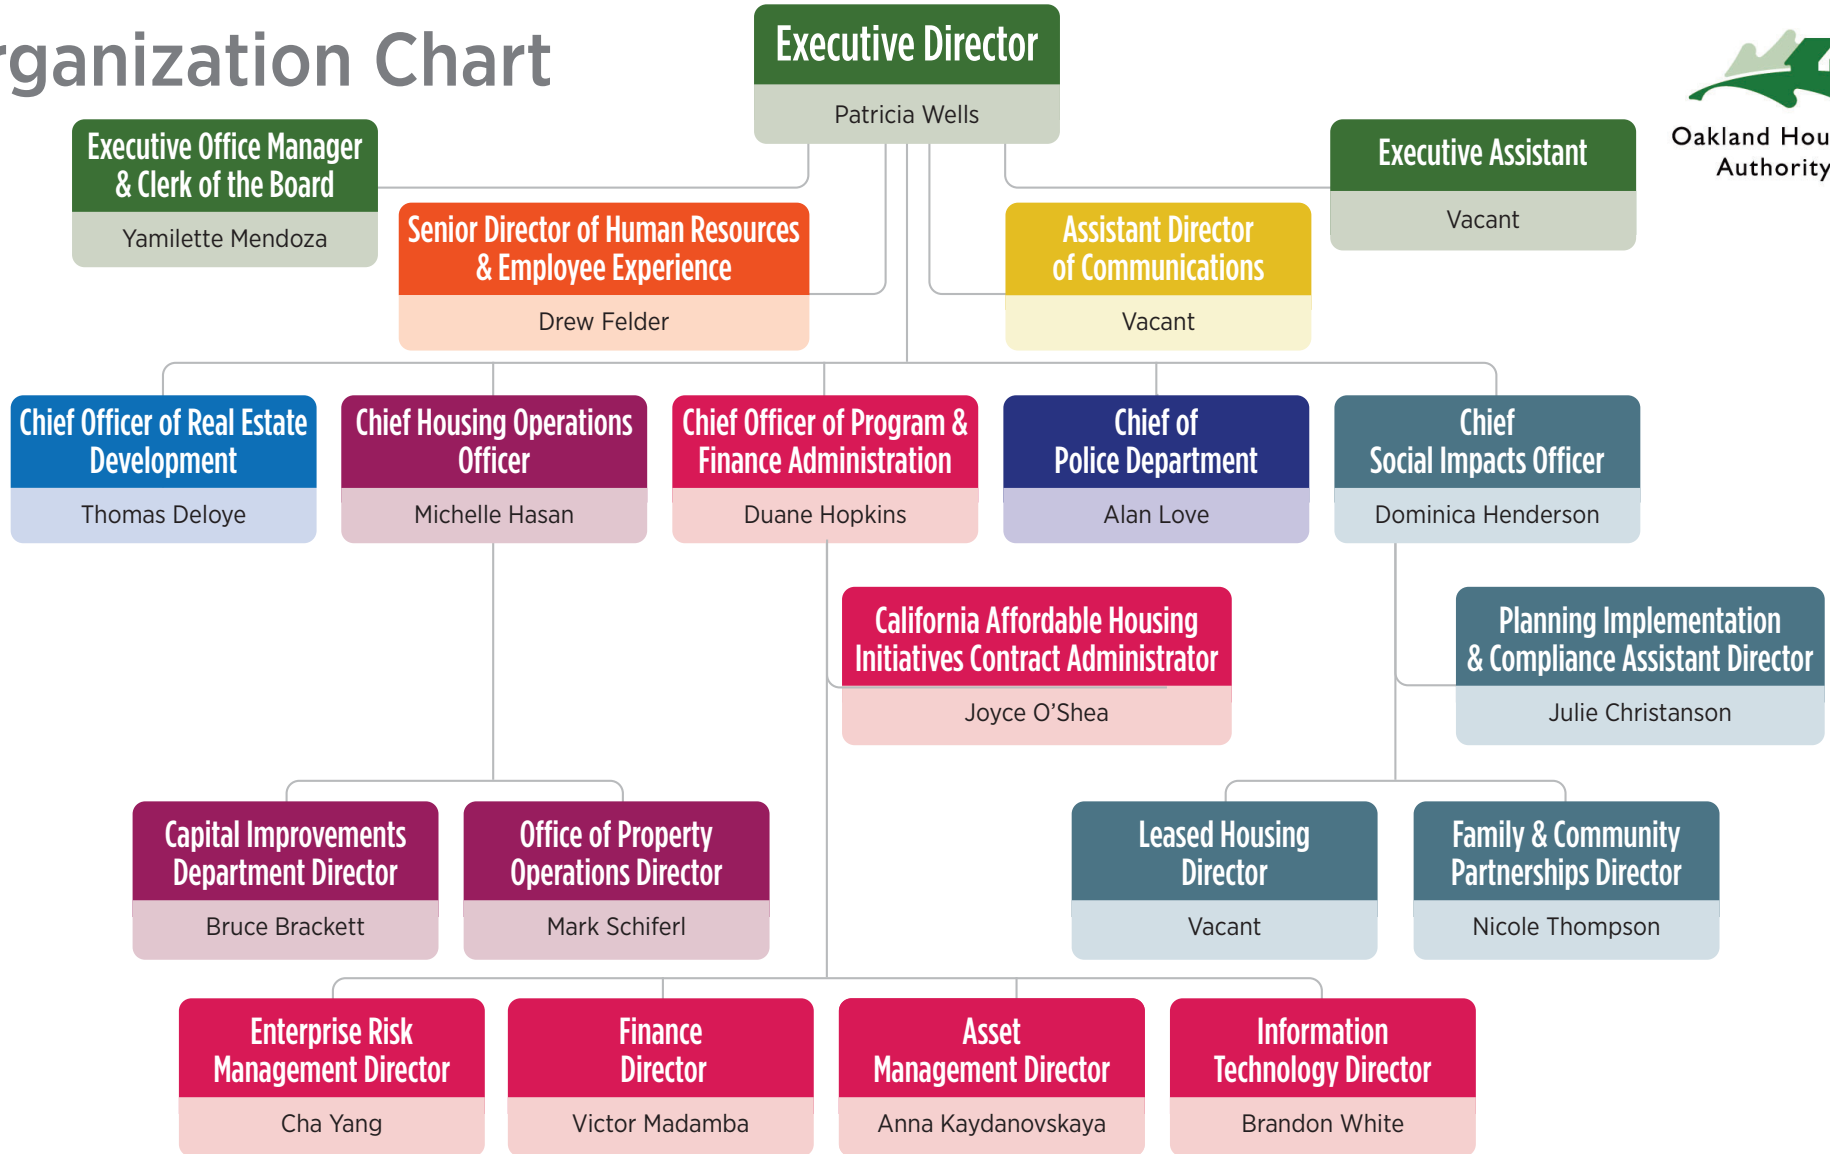 rganization Chart
Executive Director
Patricia Wells
Oakland Hou
Authority
Executive Office Manager
& Clerk of the Board
Yamilette Mendoza
Executive Assistant
Vacant
Senior Director of Human Resources
& Employee Experience
Drew Felder
Assistant Director
of Communications
Vacant
Chief Officer of Real Estate
Development
Thomas Deloye
Chief Housing Operations
Officer
Michelle Hasan
Chief Officer of Program &
Finance Administration
Duane Hopkins
Chief of
Police Department
Alan Love
Chief
Social Impacts Officer
Dominica Henderson
California Affordable Housing
Initiatives Contract Administrator
Joyce O’Shea
Planning Implementation
& Compliance Assistant Director
Julie Christanson
Capital Improvements
Department Director
Bruce Brackett
Office of Property
Operations Director
Mark Schiferl
Leased Housing
Director
Vacant
Family & Community
Partnerships Director
Nicole Thompson
Enterprise Risk
Management Director
Cha Yang
Finance
Director
Victor Madamba
Asset
Management Director
Anna Kaydanovskaya
Information
Technology Director
Brandon White